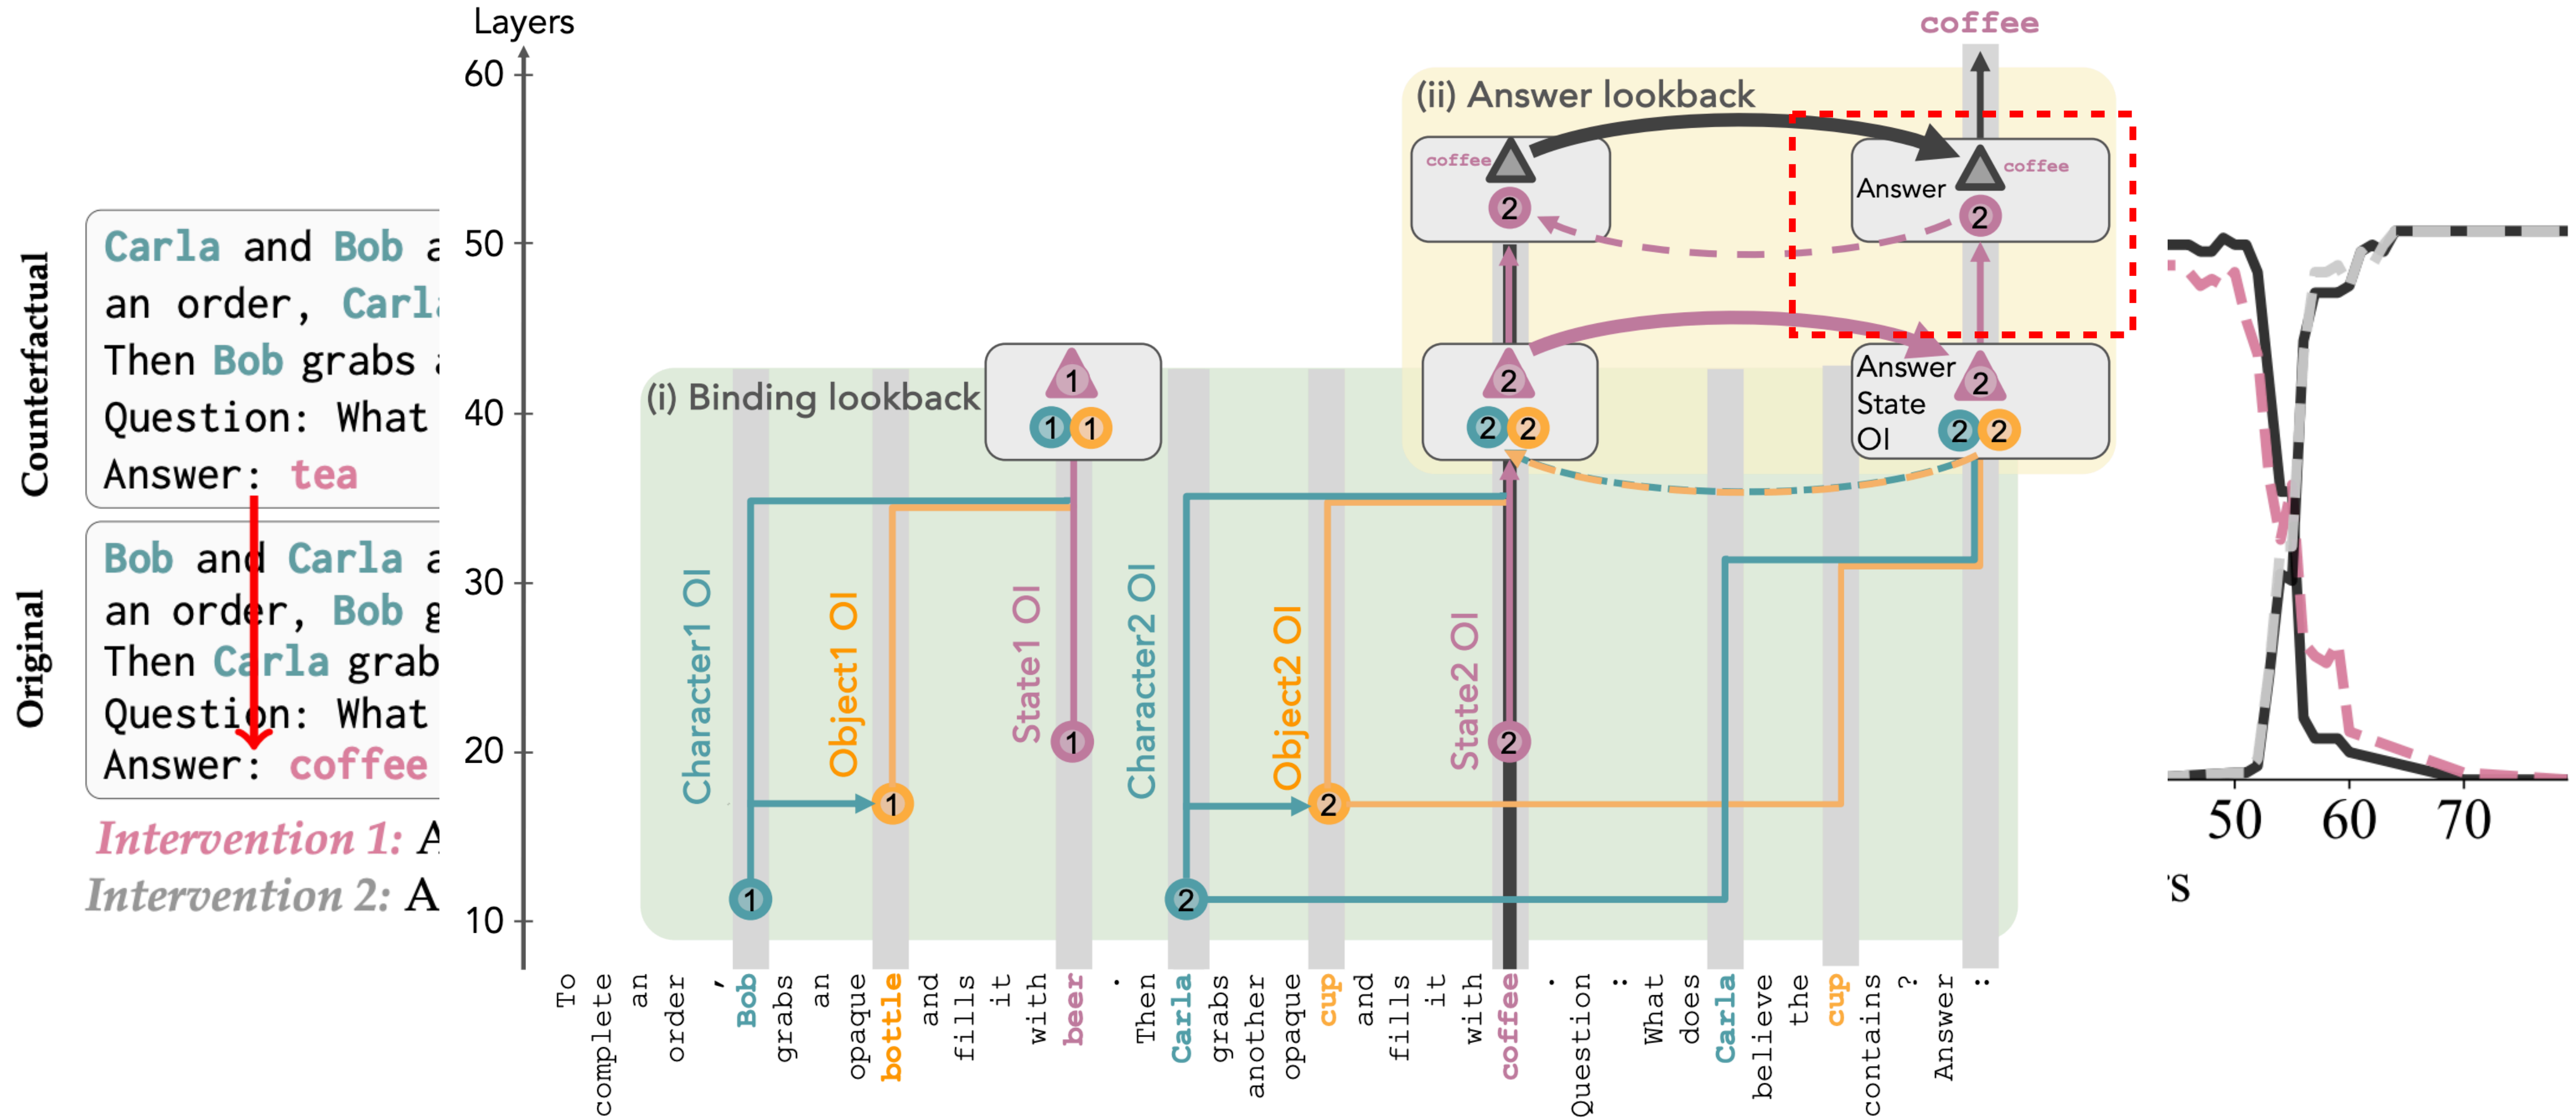 Layers
60
50
40
30
20
10
Counterfactual
Carla and Bob a
an order, Carla
Then Bob grabs a
Question: What
Answer: tea
Original
Bob and Carla a
an order, Bob g
Then Carla grab
Question: What
Answer: coffee
Intervention 1: A
Intervention 2: A
coffee
(ii) Answer lookback
coffee
2
Answer
coffee
2
(i) Binding lookback
1
1 1
2
2 2
Answer
State
OI
2
2 2
Character1 OI
Object1 OI
State1 OI
Character2 OI
Object2 OI
State2 OI
1
1
1
2
2
2
To complete an order , Bob grabs an opaque bottle and fills it with beer . Then Carla grabs another opaque cup and fills it with coffee . Question : What does Carla believe the cup contains ? Answer :
50 60 70
s